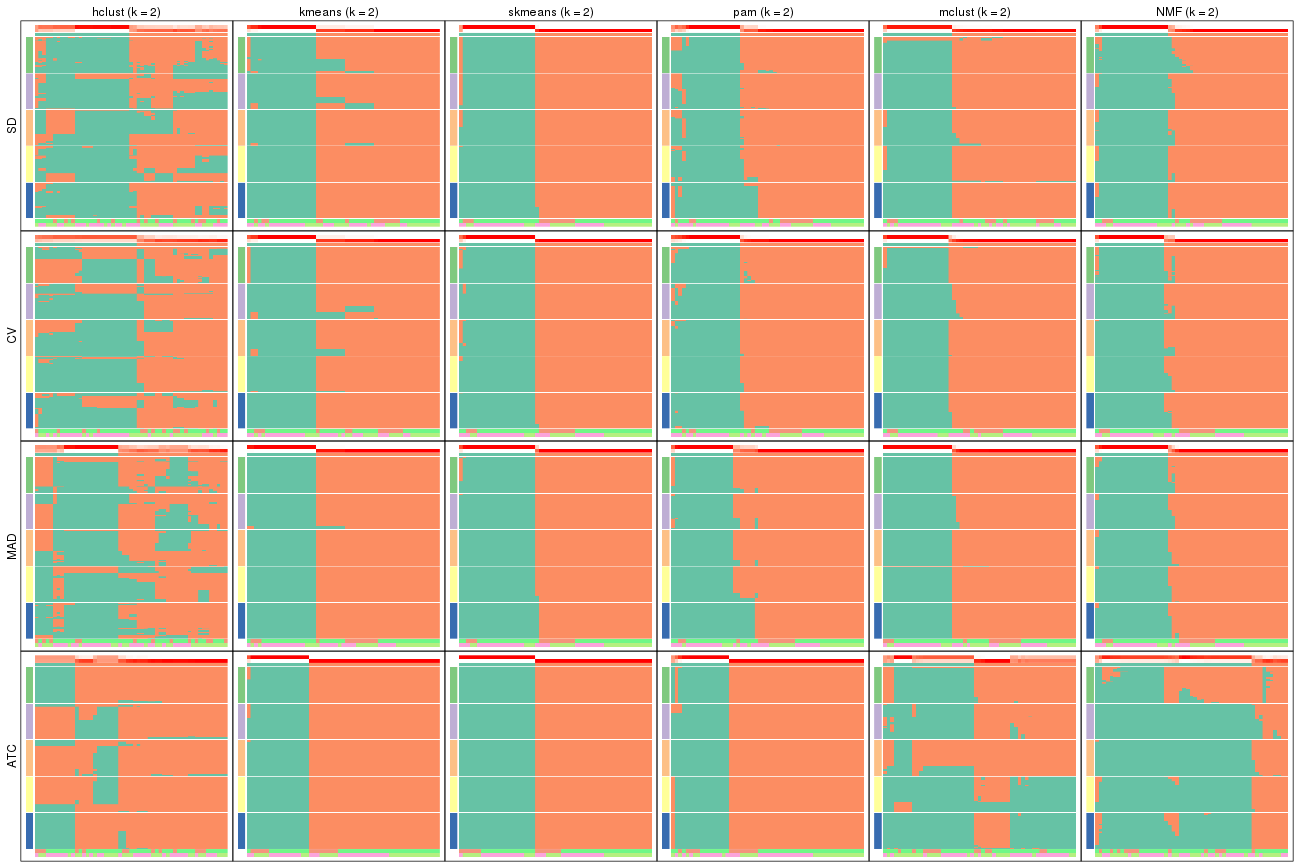 hclust (k = 2)
kmeans (k = 2)
skmeans (k = 2)
pam (k = 2)
mclust (k = 2)
NMF (k = 2)
SD
CV
MAD
ATC